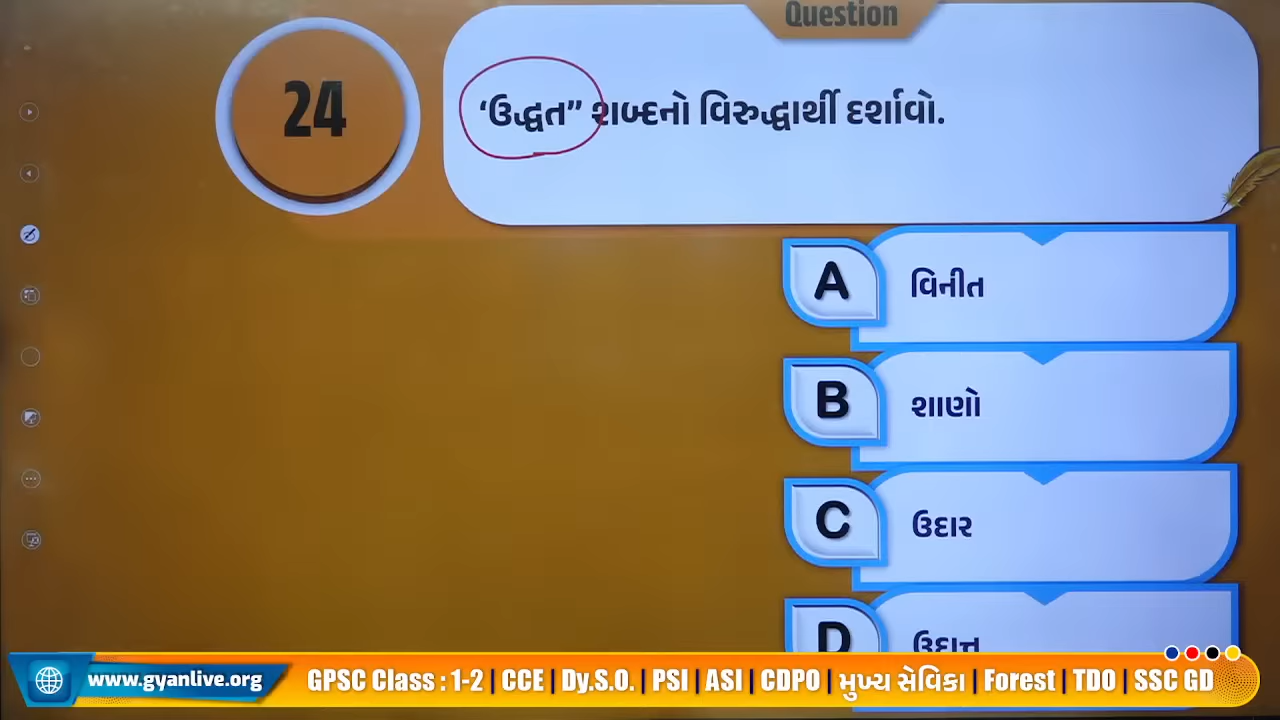 Question
24
‘ઉદ્ધત” શબ્દનો વિરુદ્ધાર્થી દર્શાવો.
A
વિનીત
B
શાણો
C
ઉદાર
D
ઉદાત્ત
www.gyanlive.org
GPSC Class : 1-2 | CCE | Dy.S.O. | PSI | ASI | CDPO | મુખ્ય સેવિકા | Forest | TDO | SSC GD